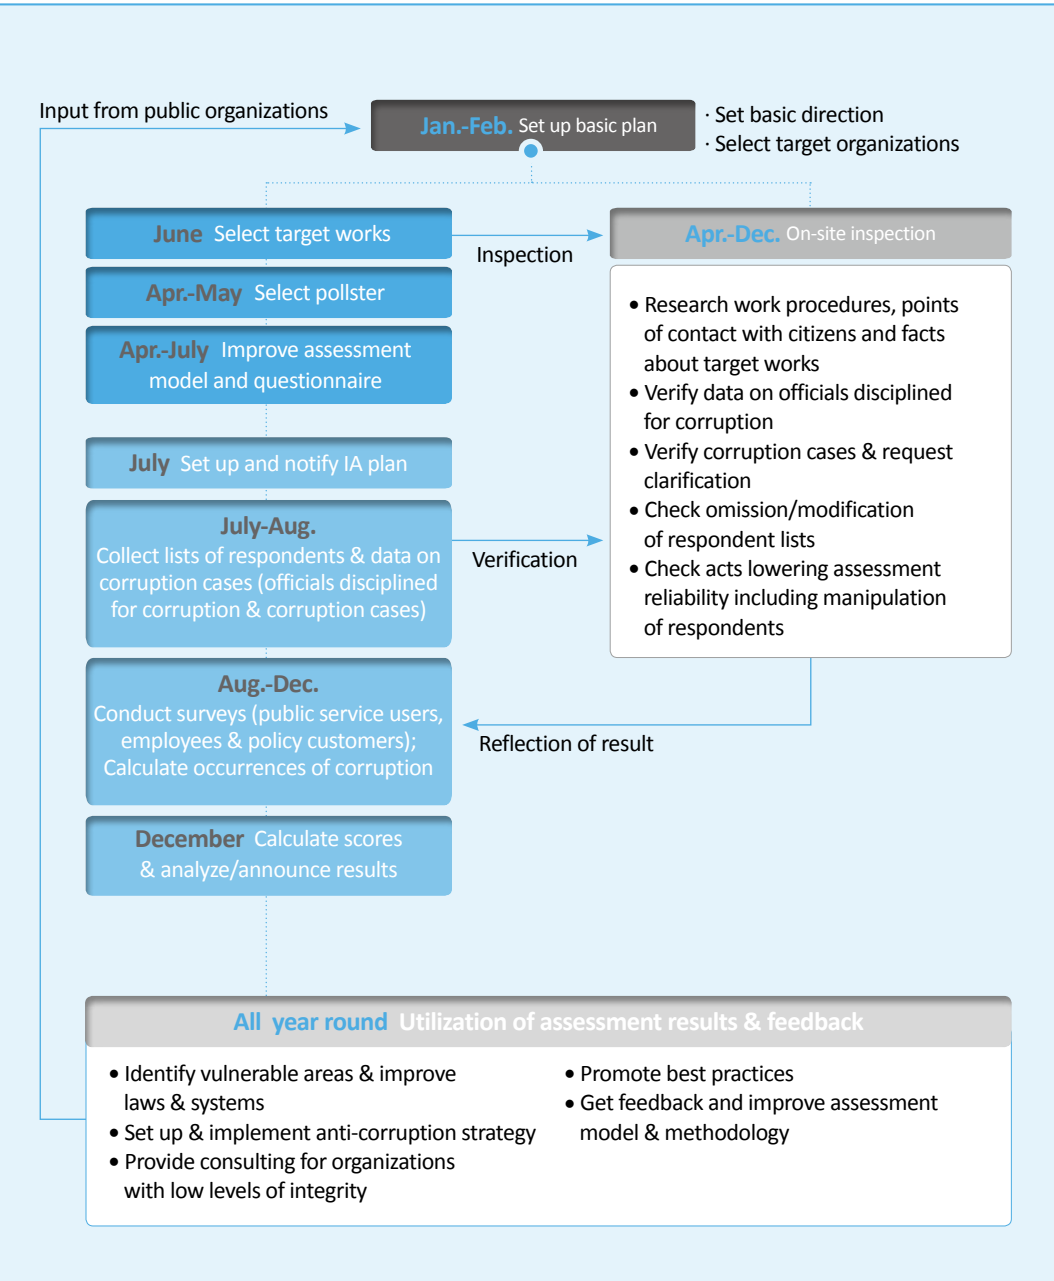 Input from public organizations
Jan.-Feb. Set up basic plan
· Set basic direction
· Select target organizations
June Select target works
Inspection
Apr.-Dec. On-site inspection
Apr.-May Select pollster
Apr.-July Improve assessment
model and questionnaire
July Set up and notify IA plan
July-Aug.
Collect lists of respondents & data on
corruption cases (officials disciplined
for corruption & corruption cases)
Verification
• Research work procedures, points
of contact with citizens and facts
about target works
• Verify data on officials disciplined
for corruption
• Verify corruption cases & request
clarification
• Check omission/modification
of respondent lists
• Check acts lowering assessment
reliability including manipulation
of respondents
Aug.-Dec.
Conduct surveys (public service users,
employees & policy customers);
Calculate occurrences of corruption
Reflection of result
December Calculate scores
& analyze/announce results
All year round Utilization of assessment results & feedback
• Identify vulnerable areas & improve
laws & systems
• Set up & implement anti-corruption strategy
• Provide consulting for organizations
with low levels of integrity
• Promote best practices
• Get feedback and improve assessment
model & methodology